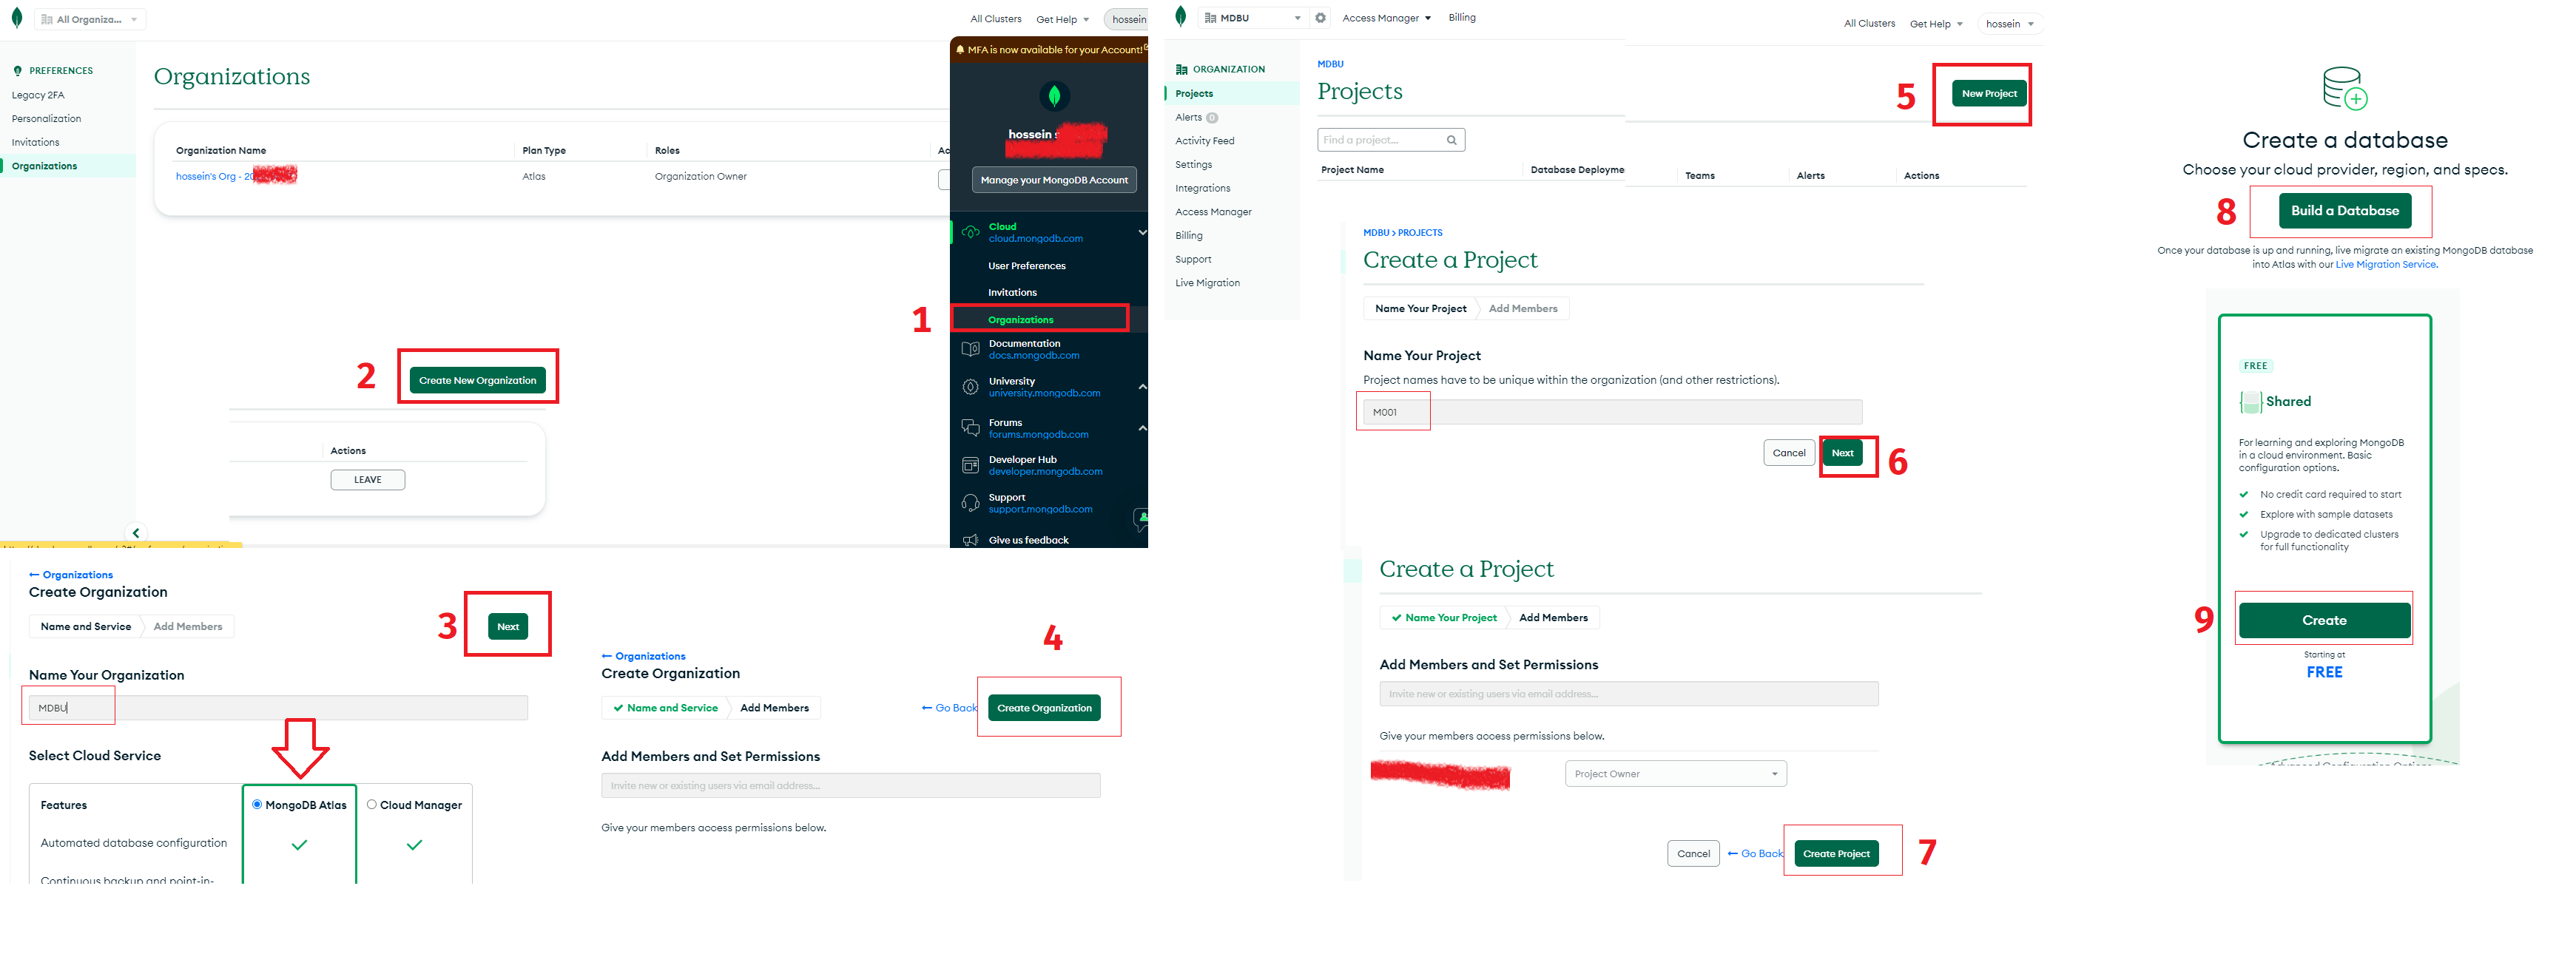 All Organiza...
All Clusters
Get Help
hossein
PREFERENCES
Legacy 2FA
Personalization
Invitations
Organizations
Organizations
Organization Name
Plan Type
Roles
Ac
hossein's Org - 20
Atlas
Organization Owner
2
Create New Organization
Actions
LEAVE
MFA is now available for your Account!
hossein s
Manage your MongoDB Account
Cloud
cloud.mongodb.com
User Preferences
Invitations
1
Organizations
Documentation
docs.mongodb.com
University
university.mongodb.com
Forums
forums.mongodb.com
Developer Hub
developer.mongodb.com
Support
support.mongodb.com
Give us feedback
← Organizations
Create Organization
Name and Service
Add Members
3
Next
Name Your Organization
MDBU
Select Cloud Service
Features
MongoDB Atlas
Cloud Manager
Automated database configuration
Continuous backup and point-in-
4
← Organizations
Create Organization
Name and Service
Add Members
← Go Back
Create Organization
Add Members and Set Permissions
Invite new or existing users via email address...
Give your members access permissions below.
MDBU
Access Manager
Billing
All Clusters
Get Help
hossein
ORGANIZATION
Projects
Alerts 0
Activity Feed
Settings
Integrations
Access Manager
Billing
Support
Live Migration
MDBU
Projects
5
New Project
Find a project...
Project Name
Database Deployme
Teams
Alerts
Actions
MDBU > PROJECTS
Create a Project
Name Your Project
Add Members
Name Your Project
Project names have to be unique within the organization (and other restrictions).
M001
Cancel
Next
6
Create a Project
Name Your Project
Add Members
Add Members and Set Permissions
Invite new or existing users via email address...
Give your members access permissions below.
Project Owner
Cancel
← Go Back
Create Project
7
Create a database
Choose your cloud provider, region, and specs.
8
Build a Database
Once your database is up and running, live migrate an existing MongoDB database
into Atlas with our Live Migration Service.
FREE
Shared
For learning and exploring MongoDB
in a cloud environment. Basic
configuration options.
No credit card required to start
Explore with sample datasets
Upgrade to dedicated clusters
for full functionality
9
Create
Starting at
FREE
Advanced Configuration Options